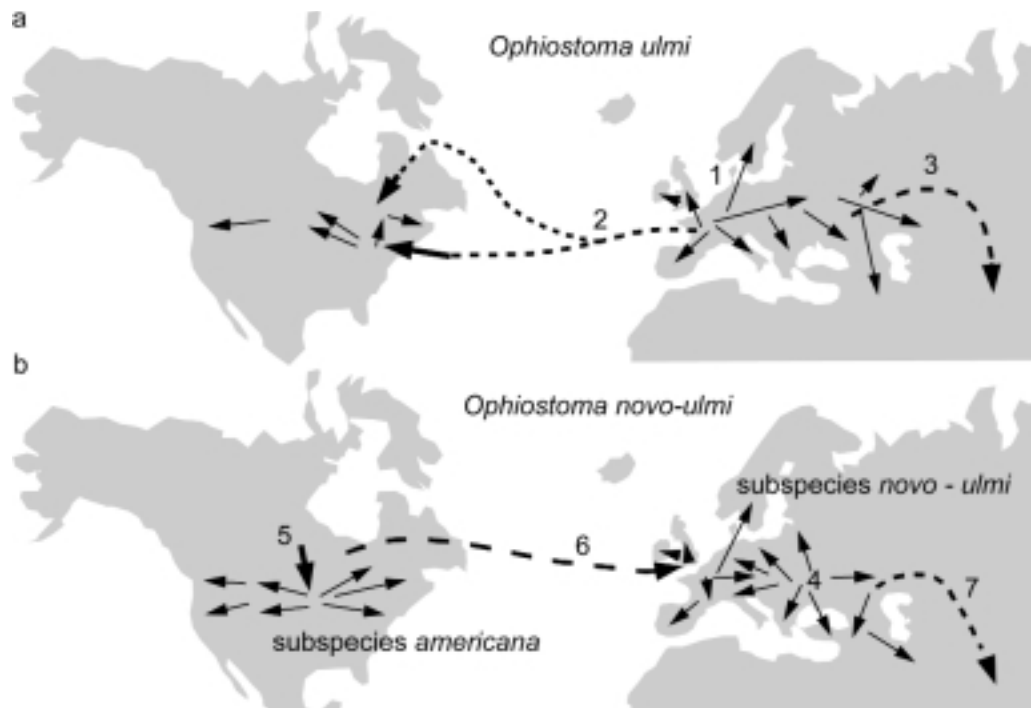 a
Ophiostoma ulmi
1
3
2
b
Ophiostoma novo-ulmi
subspecies novo - ulmi
5
6
4
7
subspecies americana